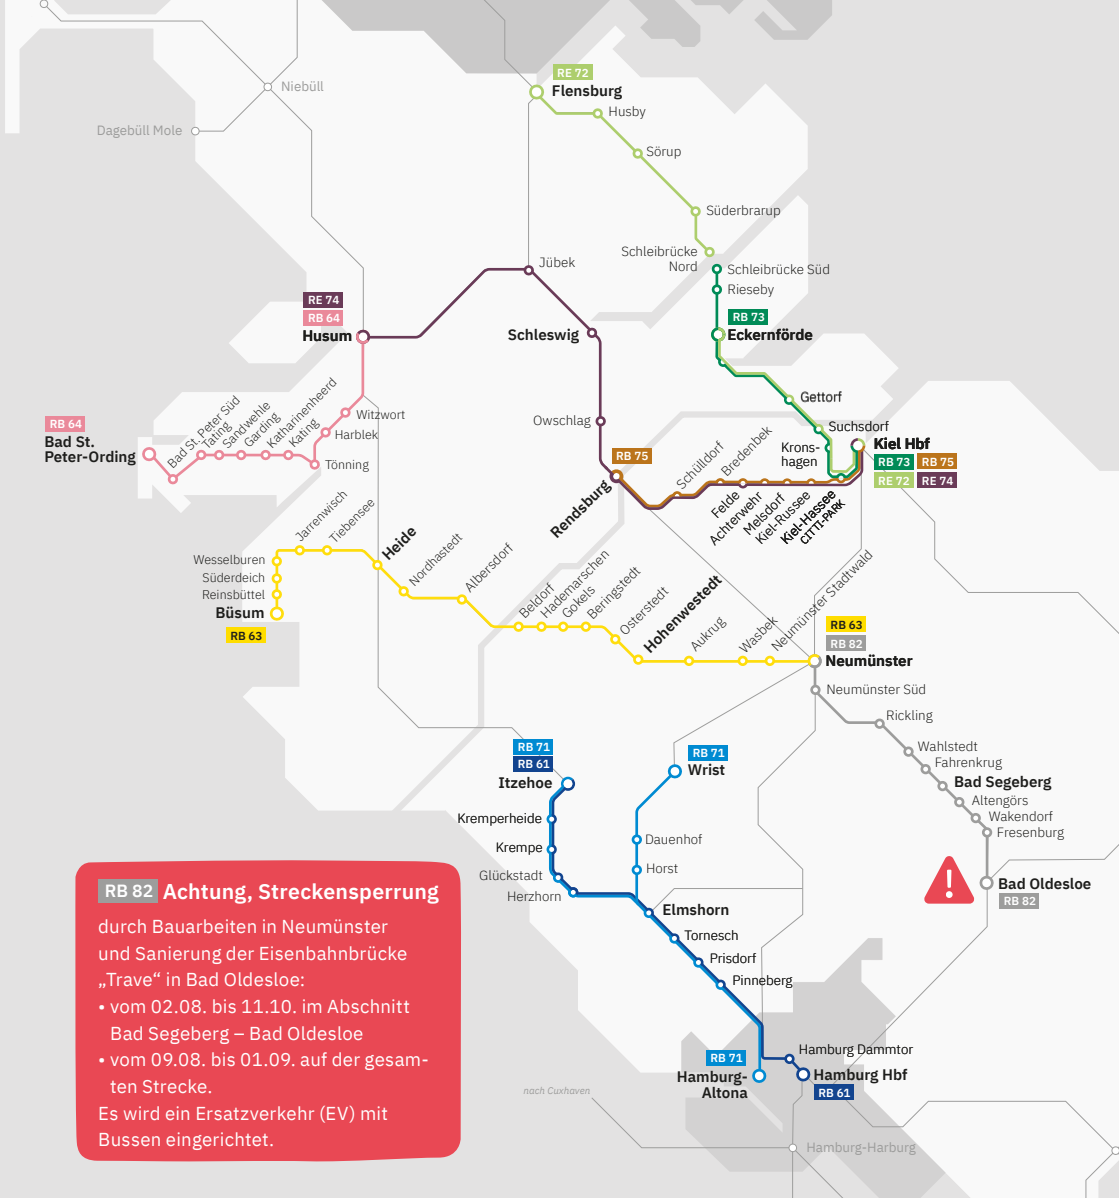 RE 72
Flensburg
Niebüll
Husby
Dagebüll Mole
Sörup
Süderbrarup
Schleibrücke
Nord
Jübek
Schleibrücke Süd
Rieseby
RE 74
RB 64
Husum
RB 73
Eckernförde
Schleswig
Gettorf
Witzwort
Harblek
Tönning
Kating
Katharinenheerd
Garding
Sandwehle
Tating
Bad St. Peter Süd
RB 64
Bad St.
Peter-Ording
Owschlag
Suchsdorf
Krons-
hagen
Kiel Hbf
RB 73
RB 75
RE 72
RE 74
RB 75
Rendsburg
Schülldorf
Bredenbek
Felde
Achterwehr
Melsdorf
Kiel-Russee
Kiel-Hassee
CITTI-PARK
Jarrenwisch
Tiebensee
Heide
Nordhastedt
Albersdorf
Wesselburen
Süderdeich
Reinsbüttel
Büsum
RB 63
Beldorf
Hademarschen
Gokels
Beringstedt
Osterstedt
Hohenwestedt
Aukrug
Wasbek
Neumünster Stadtwald
RB 63
RB 82
Neumünster
Neumünster Süd
Rickling
Wahlstedt
Fahrenkrug
Bad Segeberg
Altengörs
Wakendorf
Fresenburg
Bad Oldesloe
RB 82
RB 71
RB 61
Itzehoe
RB 71
Wrist
Kremperheide
Krempe
Glückstadt
Herzhorn
Dauenhof
Horst
Elmshorn
Tornesch
Prisdorf
Pinneberg
Hamburg Dammtor
RB 71
Hamburg-
Altona
Hamburg Hbf
RB 61
nach Cuxhaven
Hamburg-Harburg
RB 82 Achtung, Streckensperrung
durch Bauarbeiten in Neumünster
und Sanierung der Eisenbahnbrücke
„Trave“ in Bad Oldesloe:
• vom 02.08. bis 11.10. im Abschnitt
Bad Segeberg – Bad Oldesloe
• vom 09.08. bis 01.09. auf der gesam-
ten Strecke.
Es wird ein Ersatzverkehr (EV) mit
Bussen eingerichtet.
!